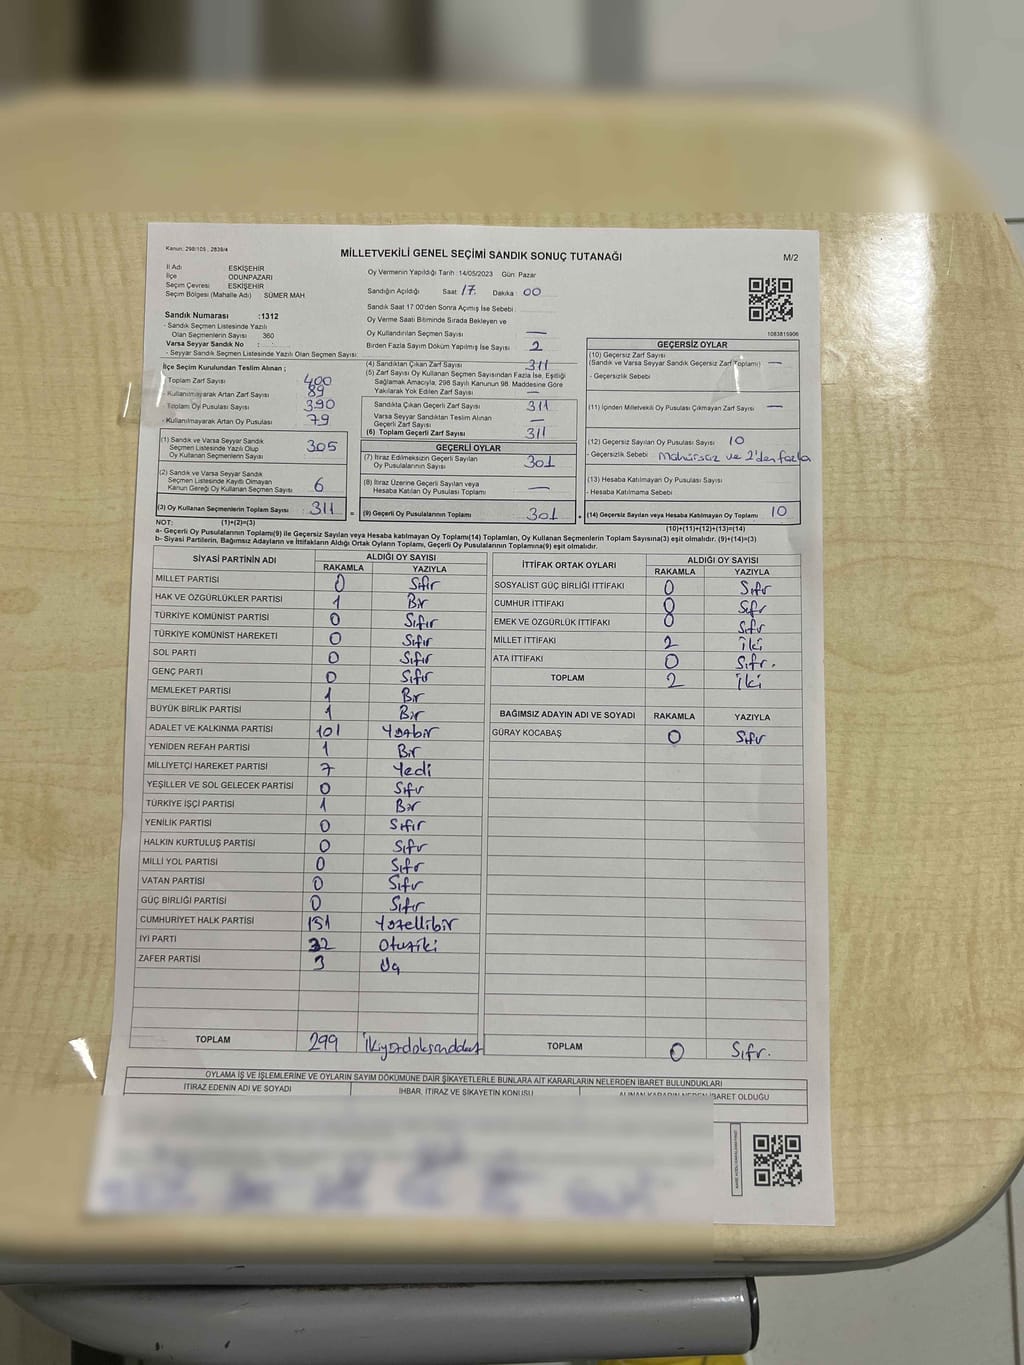 Kanun: 298/105 , 2839/4
MİLLETVEKİLİ GENEL SEÇİMİ SANDIK SONUÇ TUTANAĞI
M/2
İl Adı ESKİŞEHİR
İlçe ODUNPAZARI
Seçim Çevresi ESKİŞEHİR
Seçim Bölgesi (Mahalle Adı) SÜMER MAH
Oy Vermenin Yapıldığı Tarih :14/05/2023 Gün: Pazar
Sandığın Açıldığı Saat: 17. Dakika: 00
Sandık Saat 17:00'den Sonra Açımış İse Sebebi :
Oy Verme Saati Bitiminde Sırada Bekleyen ve
Oy Kullandırılan Seçmen Sayısı —
Birden Fazla Sayım Döküm Yapılmış İse Sayısı 2
1083815906
Sandık Numarası :1312
- Sandık Seçmen Listesinde Yazılı
Olan Seçmenlerin Sayısı 360
Varsa Seyyar Sandık No :
- Seyyar Sandık Seçmen Listesinde Yazılı Olan Seçmen Sayısı:
İlçe Seçim Kurulundan Teslim Alınan ;
- Toplam Zarf Sayısı 400
- Kullanılmayarak Artan Zarf Sayısı 89
- Toplam Oy Pusulası Sayısı 390
- Kullanılmayarak Artan Oy Pusulası 79
(1) Sandık ve Varsa Seyyar Sandık
Seçmen Listesinde Yazılı Olup
Oy Kullanan Seçmenlerin Sayısı 305
(2) Sandık ve Varsa Seyyar Sandık
Seçmen Listesinde Kayıtlı Olmayan
Kanun Gereği Oy Kullanan Seçmen Sayısı 6
(3) Oy Kullanan Seçmenlerin Toplam Sayısı 311
(4) Sandıktan Çıkan Zarf Sayısı 311
(5) Zarf Sayısı Oy Kullanan Seçmen Sayısından Fazla İse, Eşitliği
Sağlamak Amacıyla, 298 Sayılı Kanunun 98. Maddesine Göre
Yakılarak Yok Edilen Zarf Sayısı —
Sandıkta Çıkan Geçerli Zarf Sayısı 311
Varsa Seyyar Sandıktan Teslim Alınan
Geçerli Zarf Sayısı —
(6) Toplam Geçerli Zarf Sayısı 311
GEÇERLİ OYLAR
(7) İtiraz Edilmeksizin Geçerli Sayılan
Oy Pusulalarının Sayısı 301
(8) İtiraz Üzerine Geçerli Sayılan veya
Hesaba Katılan Oy Pusulası Toplamı —
= (9) Geçerli Oy Pusulalarının Toplamı 301
GEÇERSİZ OYLAR
(10) Geçersiz Zarf Sayısı
(Sandık ve Varsa Seyyar Sandık Geçersiz Zarf Toplamı) —
- Geçersizlik Sebebi
(11) İçinden Milletvekili Oy Pusulası Çıkmayan Zarf Sayısı —
(12) Geçersiz Sayılan Oy Pusulası Sayısı 10
- Geçersizlik Sebebi Mühürsüz ve 2'den fazla
(13) Hesaba Katılmayan Oy Pusulası Sayısı
- Hesaba Katılmama Sebebi
+ (14) Geçersiz Sayılan veya Hesaba Katılmayan Oy Toplamı 10
NOT: (1)+(2)=(3) (10)+(11)+(12)+(13)=(14)
a- Geçerli Oy Pusulalarının Toplamı(9) ile Geçersiz Sayılan veya Hesaba katılmayan Oy Toplamı(14) Toplamları, Oy Kullanan Seçmenlerin Toplam Sayısına(3) eşit olmalıdır. (9)+(14)=(3)
b- Siyasi Partilerin, Bağımsız Adayların ve İttifakların Aldığı Ortak Oyların Toplamı, Geçerli Oy Pusulalarının Toplamına(9) eşit olmalıdır.
SİYASİ PARTİNİN ADI ALDIĞI OY SAYISI
RAKAMLA YAZIYLA
MİLLET PARTİSİ 0 Sıfır
HAK VE ÖZGÜRLÜKLER PARTİSİ 1 Bir
TÜRKİYE KOMÜNİST PARTİSİ 0 Sıfır
TÜRKİYE KOMÜNİST HAREKETİ 0 Sıfır
SOL PARTİ 0 Sıfır
GENÇ PARTİ 0 Sıfır
MEMLEKET PARTİSİ 1 Bir
BÜYÜK BİRLİK PARTİSİ 1 Bir
ADALET VE KALKINMA PARTİSİ 101 Yüzbir
YENİDEN REFAH PARTİSİ 1 Bir
MİLLİYETÇİ HAREKET PARTİSİ 7 Yedi
YEŞİLLER VE SOL GELECEK PARTİSİ 0 Sıfır
TÜRKİYE İŞÇİ PARTİSİ 1 Bir
YENİLİK PARTİSİ 0 Sıfır
HALKIN KURTULUŞ PARTİSİ 0 Sıfır
MİLLİ YOL PARTİSİ 0 Sıfır
VATAN PARTİSİ 0 Sıfır
GÜÇ BİRLİĞİ PARTİSİ 0 Sıfır
CUMHURİYET HALK PARTİSİ 151 Yüzellibir
İYİ PARTİ 32 Otuziki
ZAFER PARTİSİ 3 Üç
TOPLAM 299 İkiyüzdoksandokuz
İTTİFAK ORTAK OYLARI ALDIĞI OY SAYISI
RAKAMLA YAZIYLA
SOSYALİST GÜÇ BİRLİĞİ İTTİFAKI 0 Sıfır
CUMHUR İTTİFAKI 0 Sıfır
EMEK VE ÖZGÜRLÜK İTTİFAKI 0 Sıfır
MİLLET İTTİFAKI 2 İki
ATA İTTİFAKI 0 Sıfır.
TOPLAM 2 İki
BAĞIMSIZ ADAYIN ADI VE SOYADI RAKAMLA YAZIYLA
GÜRAY KOCABAŞ 0 Sıfır
TOPLAM 0 Sıfır.
OYLAMA İŞ VE İŞLEMLERİNE VE OYLARIN SAYIM DÖKÜMÜNE DAİR ŞİKAYETLERLE BUNLARA AİT KARARLARIN NELERDEN İBARET BULUNDUKLARI
İTİRAZ EDENİN ADI VE SOYADI İHBAR, İTİRAZ VE ŞİKAYETİN KONUSU ALINAN KARARIN NEDEN İBARET OLDUĞU